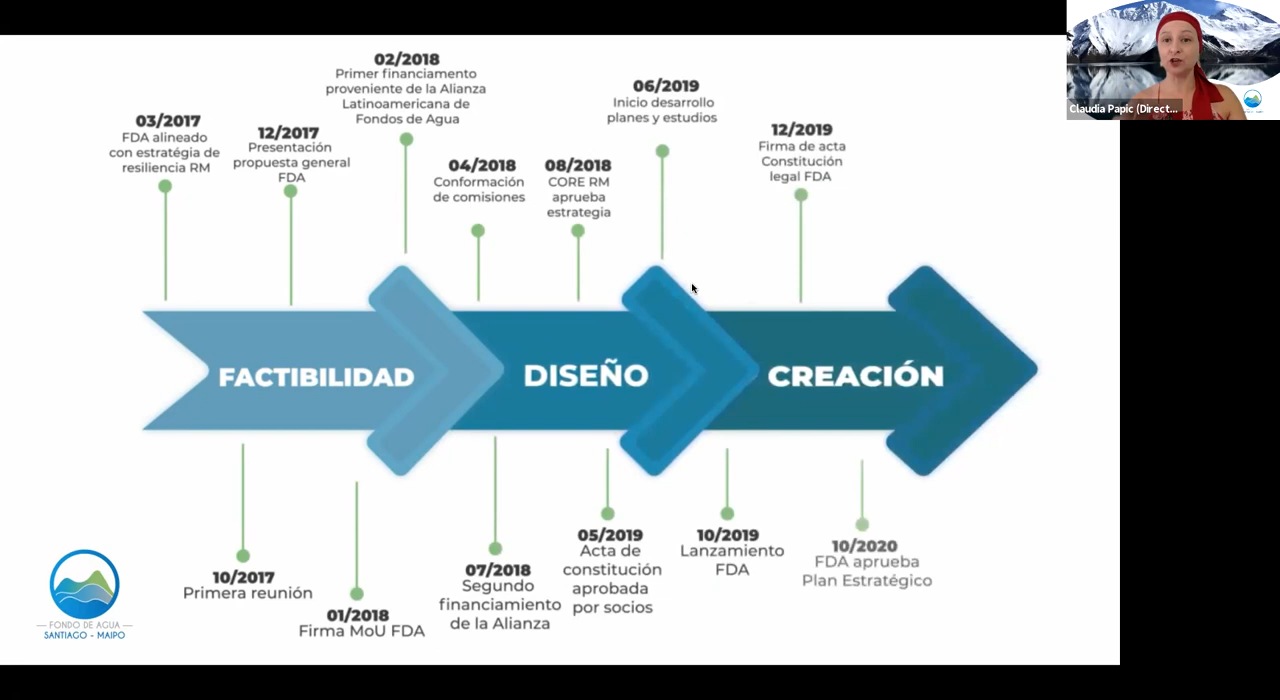 02/2018
Primer financiamento
proveniente de la Alianza
Latinoamericana de
Fondos de Agua
03/2017
FDA alineado
con estratégia de
resiliencia RM
12/2017
Presentación
propuesta general
FDA
04/2018
Conformación
de comisiones
08/2018
CORE RM
aprueba
estrategia
06/2019
Inicio desarrollo
planes y estudios
12/2019
Firma de acta
Constitución
legal FDA
Claudia Papic (Direct...
FACTIBILIDAD
DISEÑO
CREACIÓN
10/2017
Primera reunión
01/2018
Firma MoU FDA
07/2018
Segundo
financiamiento
de la Alianza
05/2019
Acta de
constitución
aprobada
por socios
10/2019
Lanzamiento
FDA
10/2020
FDA aprueba
Plan Estratégico
FONDO DE AGUA
SANTIAGO - MAIPO